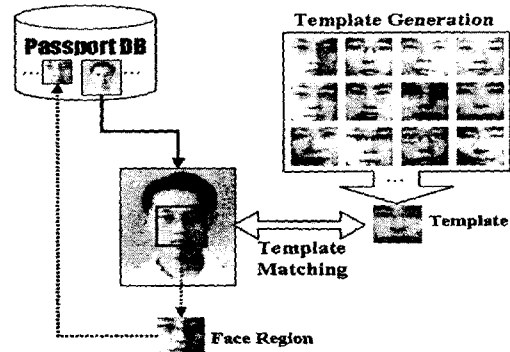 Template Generation
Passport DB
... ...
...
Template
Template
Matching
Face Region